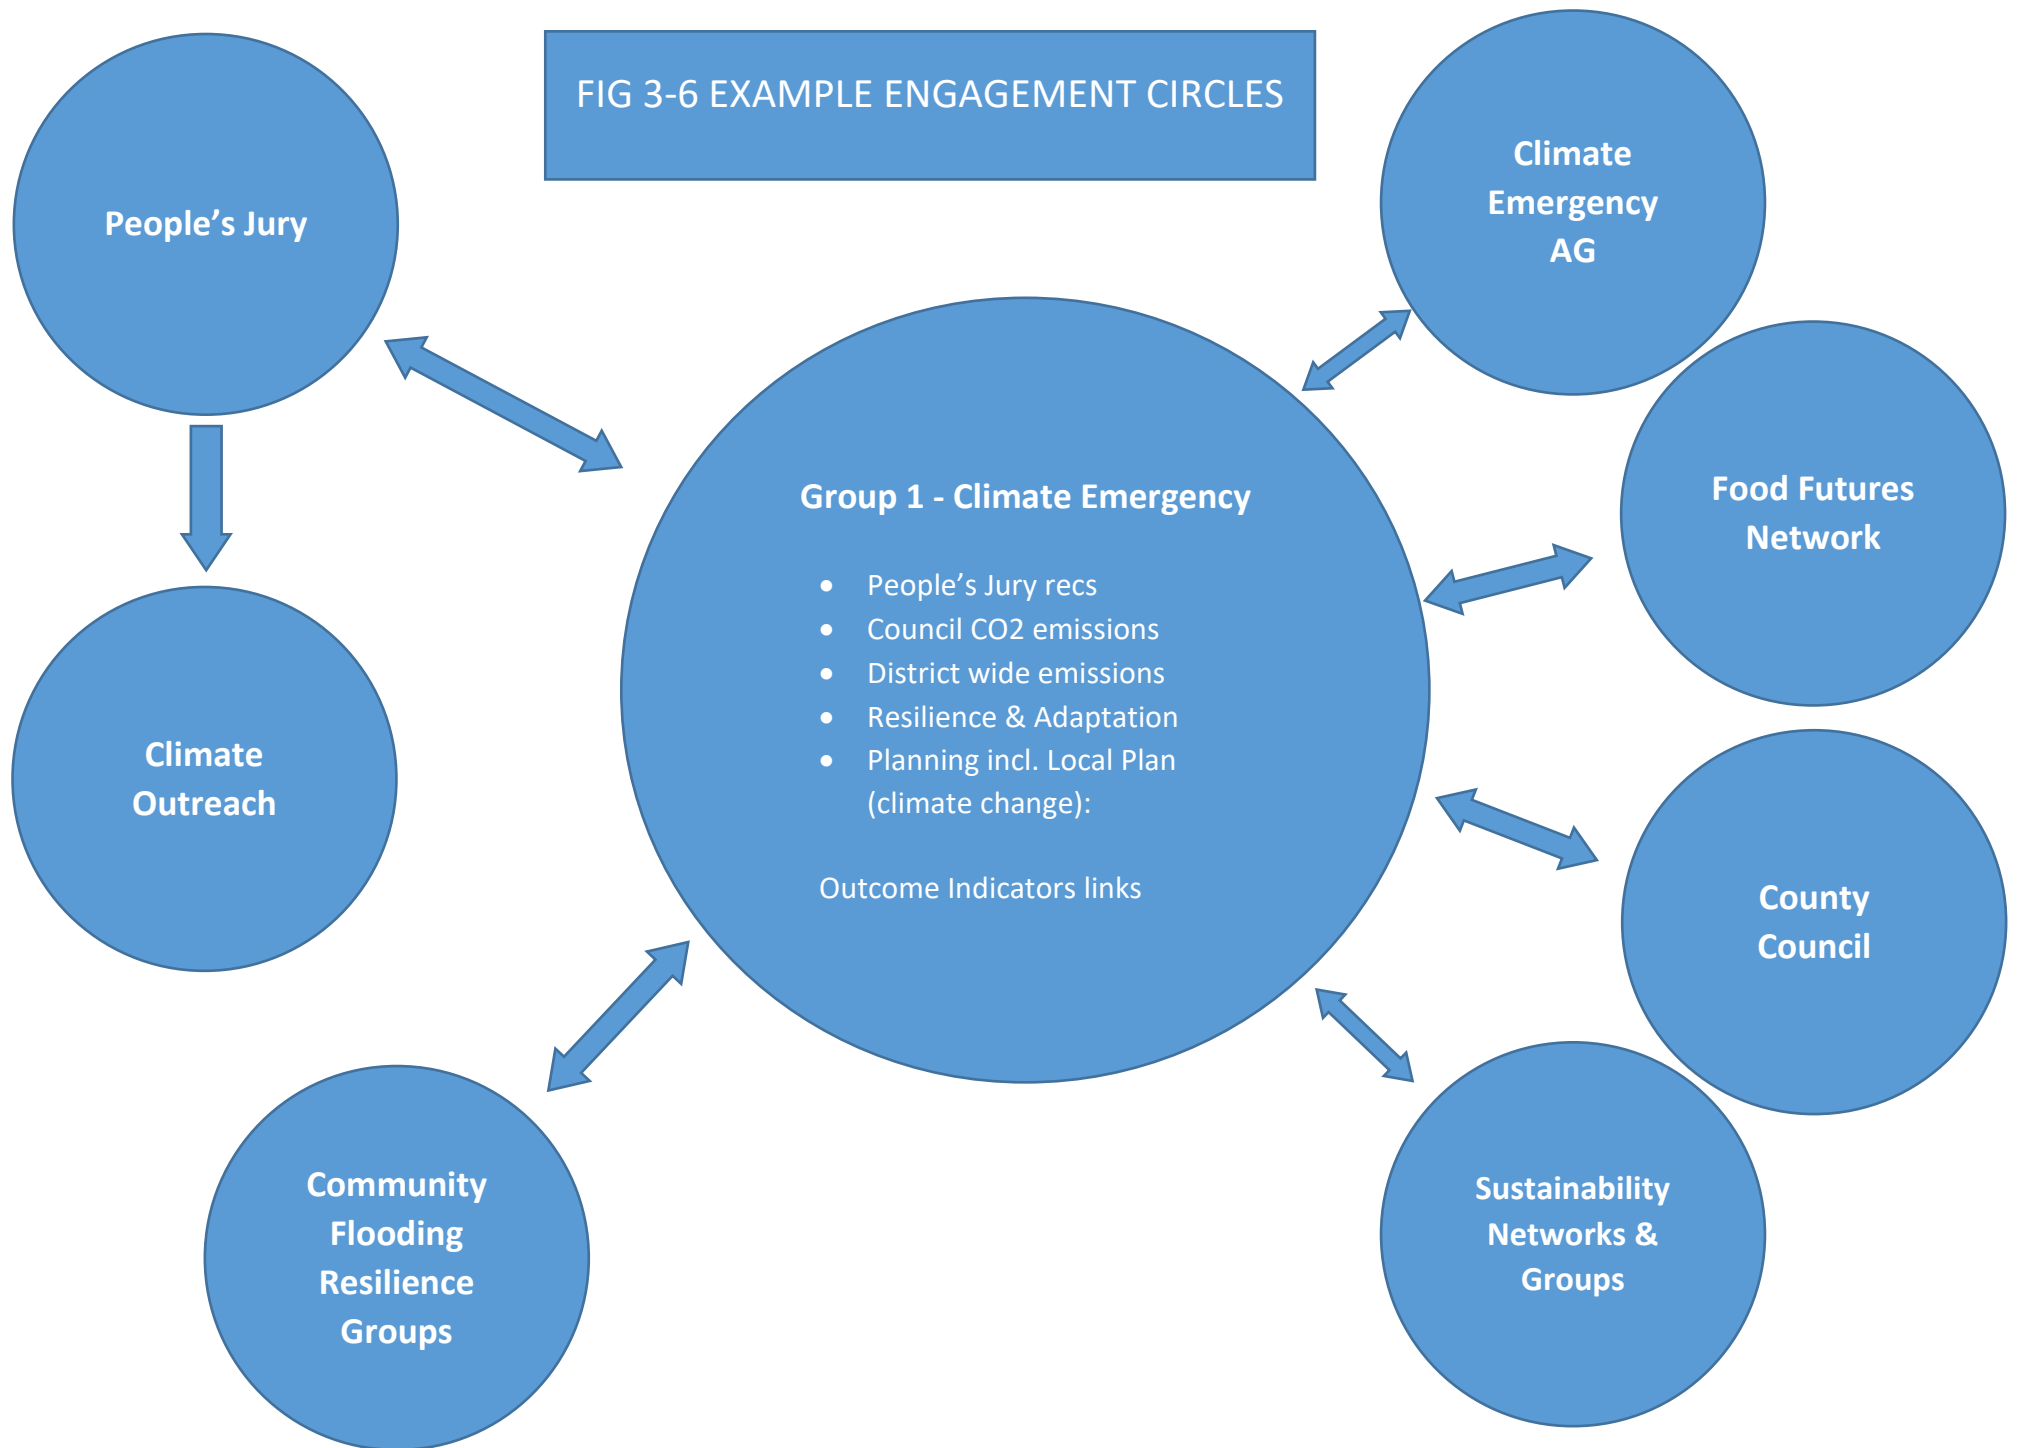 FIG 3-6 EXAMPLE ENGAGEMENT CIRCLES
People’s Jury
Climate
Emergency
AG
Food Futures
Network
Group 1 - Climate Emergency
● People’s Jury recs
● Council CO2 emissions
● District wide emissions
● Resilience & Adaptation
● Planning incl. Local Plan
(climate change):
Outcome Indicators links
Climate
Outreach
County
Council
Community
Flooding
Resilience
Groups
Sustainability
Networks &
Groups